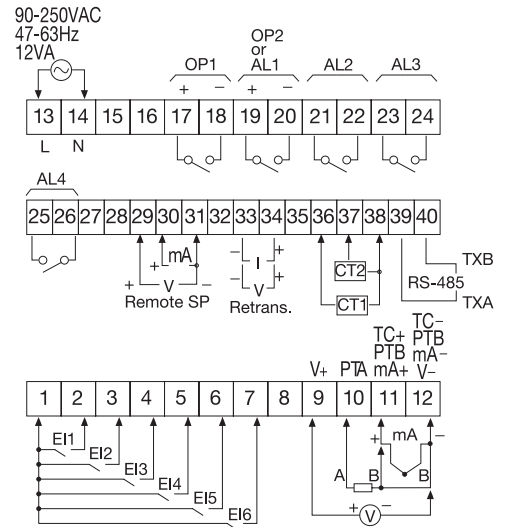 90-250VAC
47-63Hz
12VA
OP1
OP2
or
AL1
AL2
AL3
+ − + −
13 14 15 16 17 18 19 20 21 22 23 24
L N
AL4
25 26 27 28 29 30 31 32 33 34 35 36 37 38 39 40
+ mA
+ V −
Remote SP
− I +
− V +
Retrans.
CT2
CT1
TXB
RS-485
TXA
V+
PTA
TC+
PTB
mA+
TC−
PTB
mA−
V−
1 2 3 4 5 6 7 8 9 10 11 12
EI1
EI2
EI3
EI4
EI5
EI6
+ mA −
A B B
+ V −